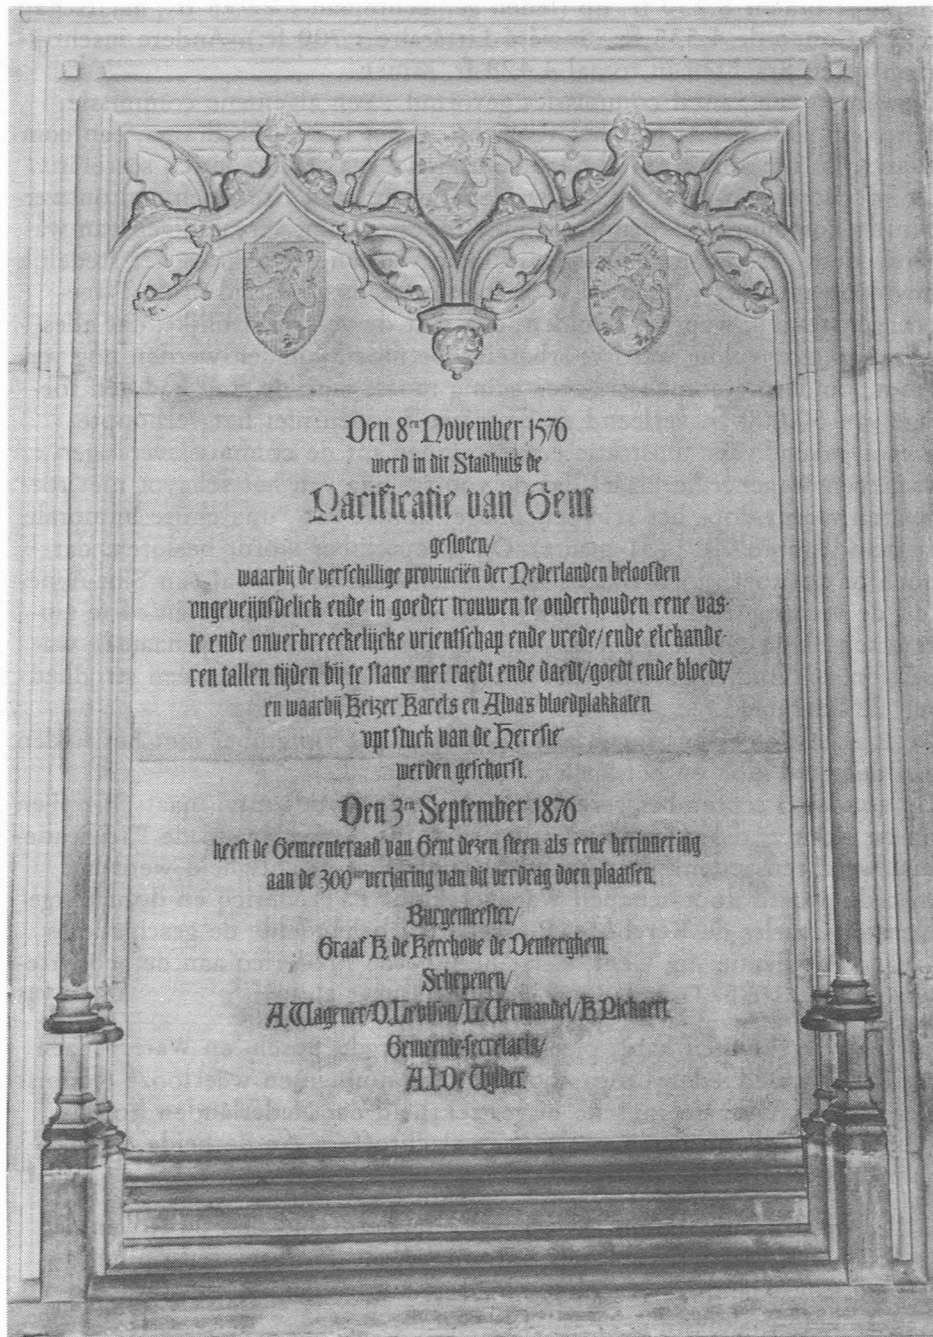 Den 8en November 1576
werd in dit Stadhuis de
Pacificatie van Gent
gesloten/
waarbij de verschillige provinciën der Nederlanden beloofden
ongeveijnsdelick ende in goeder trouwen te onderhouden eene vas-
te ende onverbreeckelijcke vrientschap ende vrede/ende elckande-
ren tallen tijden bij te stane met raedt ende daedt/goedt ende bloedt/
en waarbij Keizer Karels en Alva's bloedplakkaten
"opt stuck van de Heresie"
werden geschorst.
Den 3en September 1876
heeft de Gemeenteraad van Gent dezen steen als eene herinnering
aan de 300ste verjaring van dit verdrag doen plaatsen.
Burgemeester/
Graaf K. de Kerchove de Denterghem.
Schepenen/
A. Wagener/O. Leirens/L. Vermandel/K. Pickaert.
Gemeente-secretaris/
A.I. De Vylder.